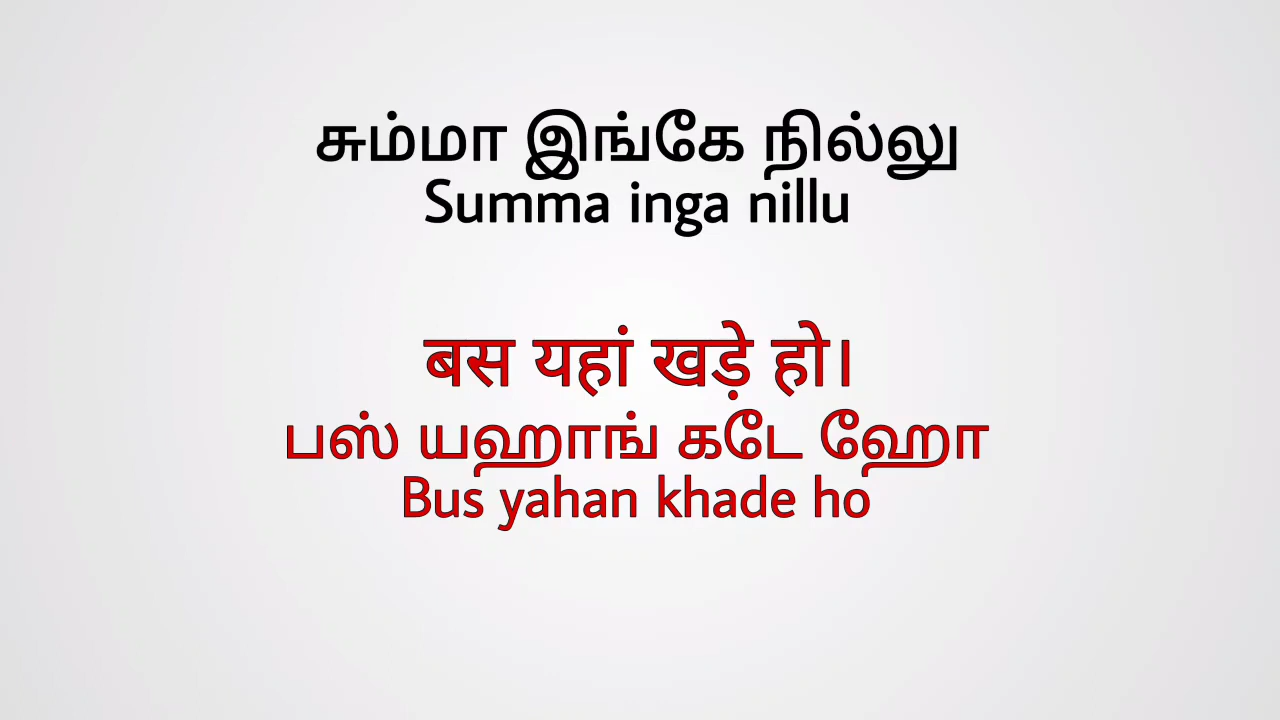 சும்மா இங்கே நில்லு
Summa inga nillu
बस यहां खड़े हो।
பஸ் யஹாங் கடே ஹோ
Bus yahan khade ho